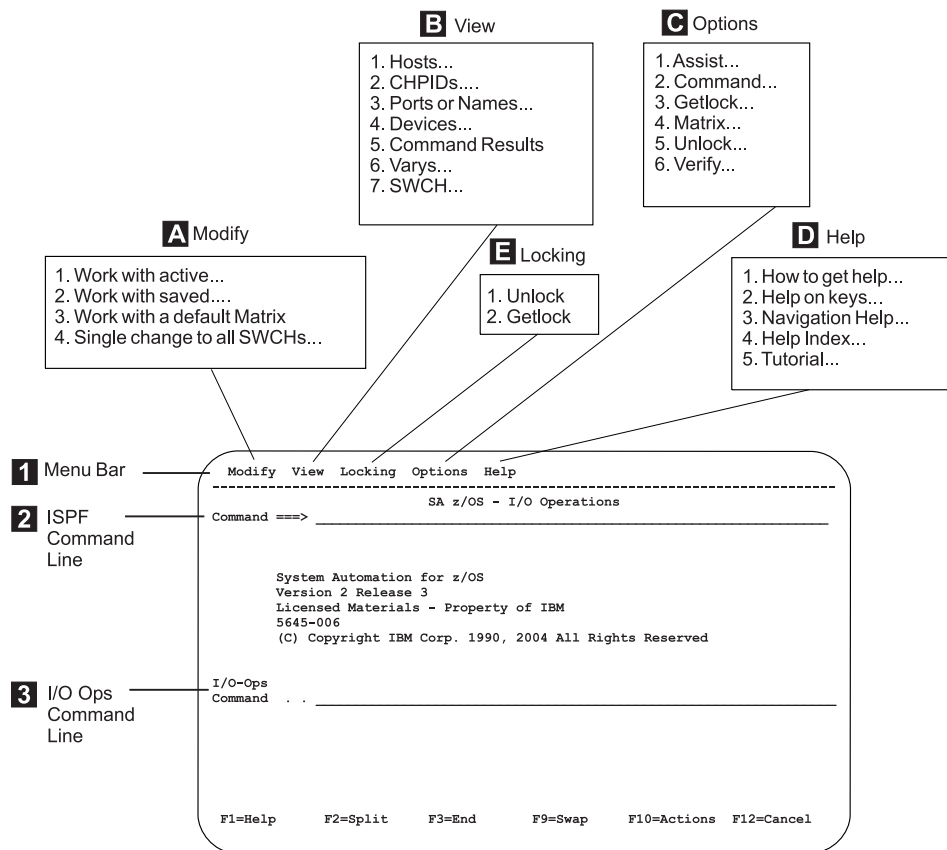 B View
1. Hosts...
2. CHPIDs....
3. Ports or Names...
4. Devices...
5. Command Results
6. Varys...
7. SWCH...
C Options
1. Assist...
2. Command...
3. Getlock...
4. Matrix...
5. Unlock...
6. Verify...
A Modify
1. Work with active...
2. Work with saved....
3. Work with a default Matrix
4. Single change to all SWCHs...
E Locking
1. Unlock
2. Getlock
D Help
1. How to get help...
2. Help on keys...
3. Navigation Help...
4. Help Index...
5. Tutorial...
1 Menu Bar
Modify View Locking Options Help
SA z/OS - I/O Operations
2 ISPF
Command
Line
Command ===>
System Automation for z/OS
Version 2 Release 3
Licensed Materials - Property of IBM
5645-006
(C) Copyright IBM Corp. 1990, 2004 All Rights Reserved
3 I/O Ops
Command
Line
I/O-Ops
Command . .
F1=Help F2=Split F3=End F9=Swap F10=Actions F12=Cancel